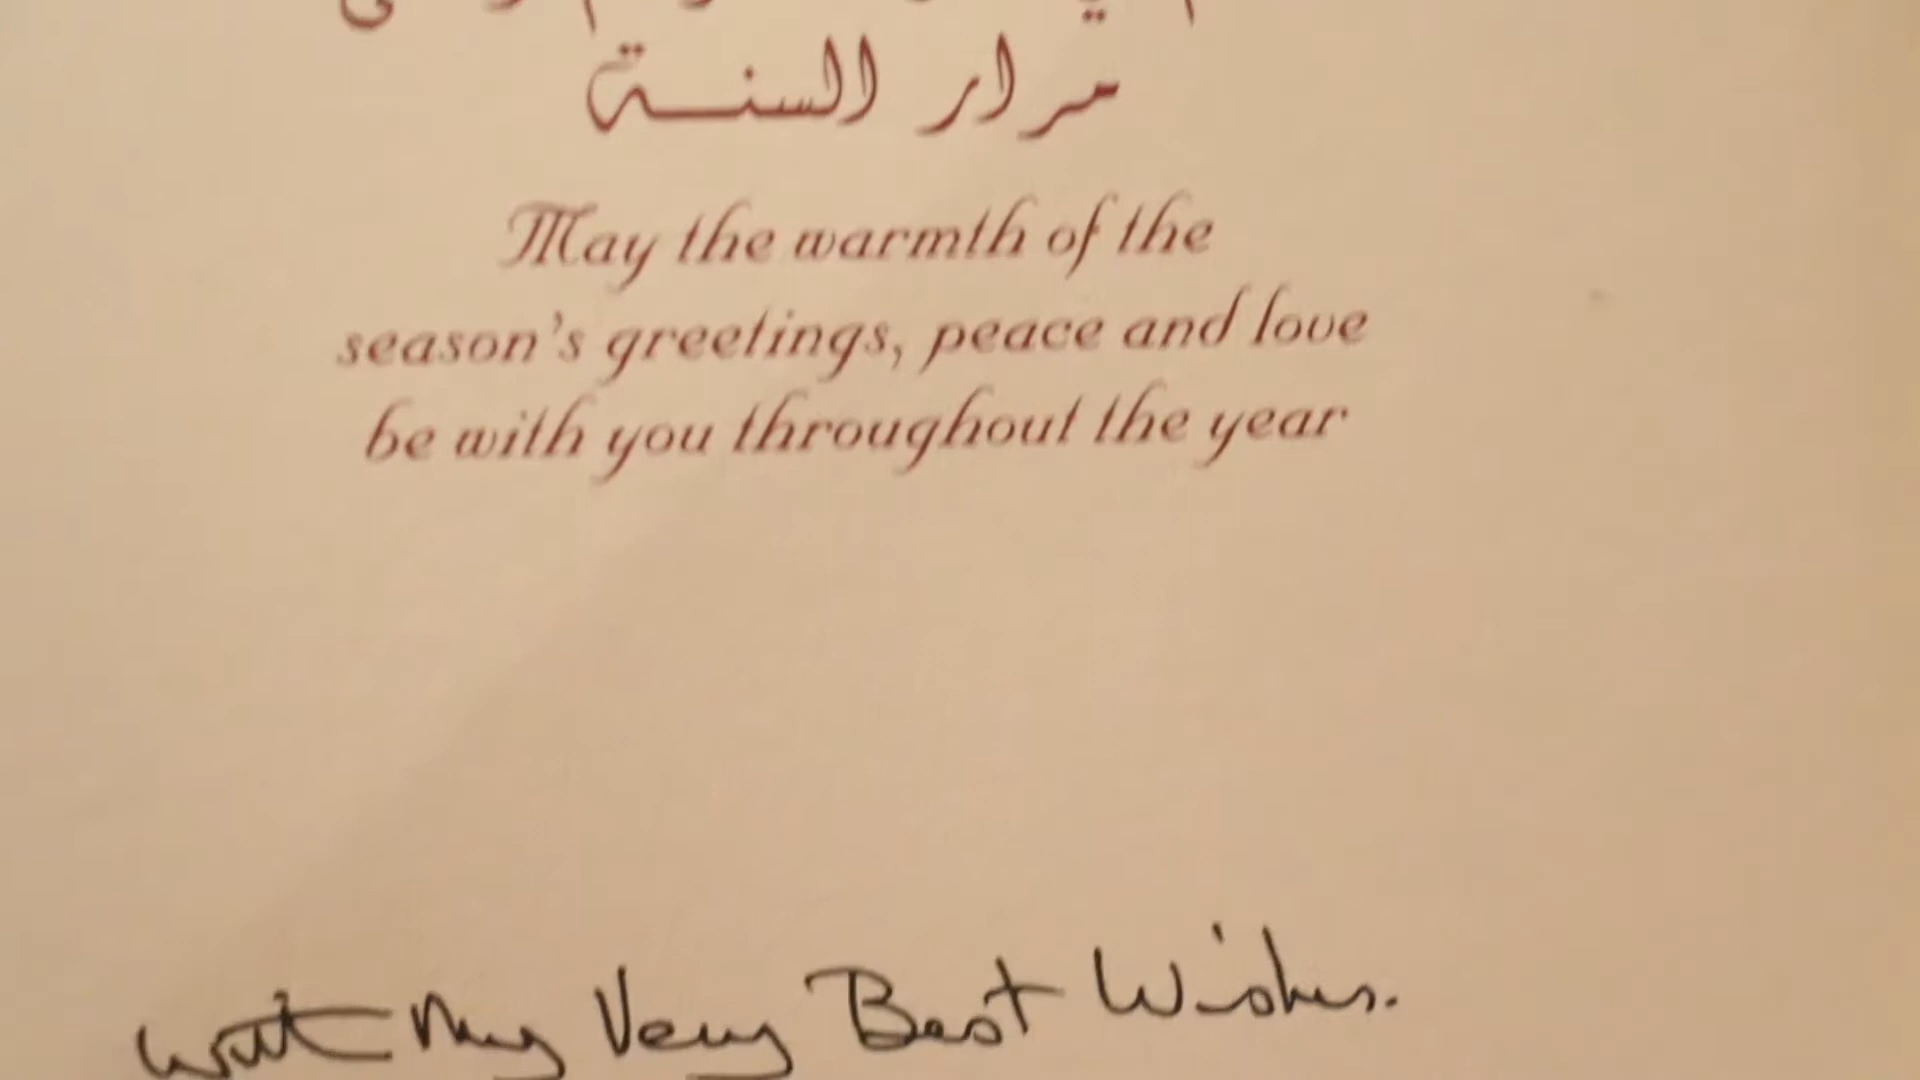 مرار السنة
May the warmth of the
season's greetings, peace and love
be with you throughout the year
With My Very Best Wishes.